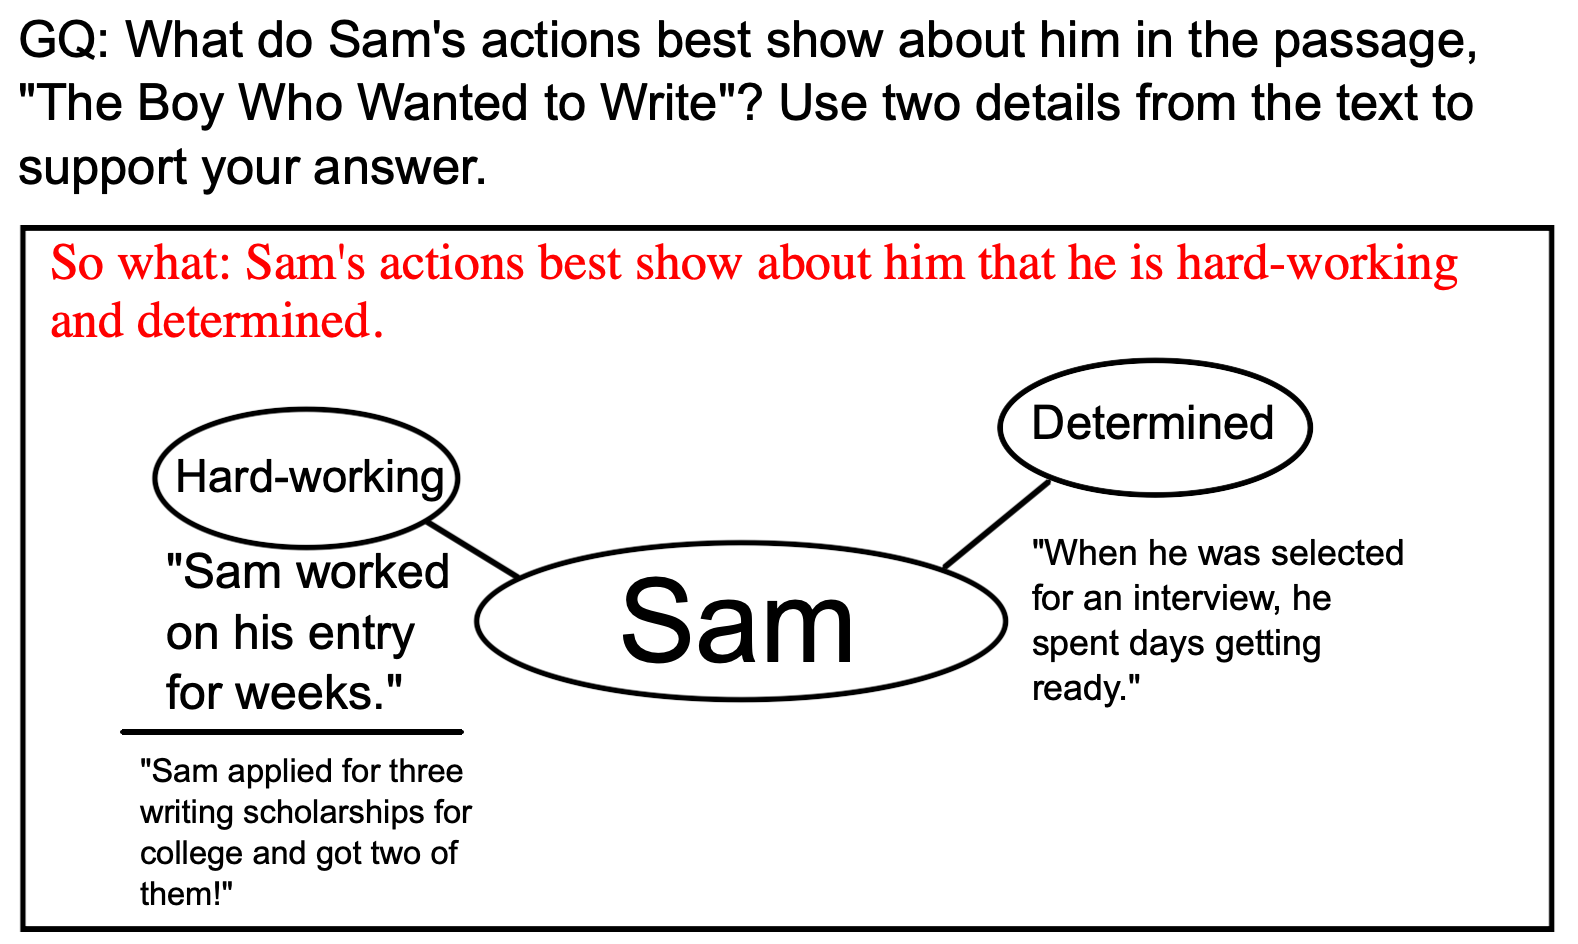 GQ: What do Sam's actions best show about him in the passage,
"The Boy Who Wanted to Write"? Use two details from the text to
support your answer.
So what: Sam's actions best show about him that he is hard-working
and determined.
Hard-working
"Sam worked
on his entry
for weeks."
"Sam applied for three
writing scholarships for
college and got two of
them!"
Sam
Determined
"When he was selected
for an interview, he
spent days getting
ready."